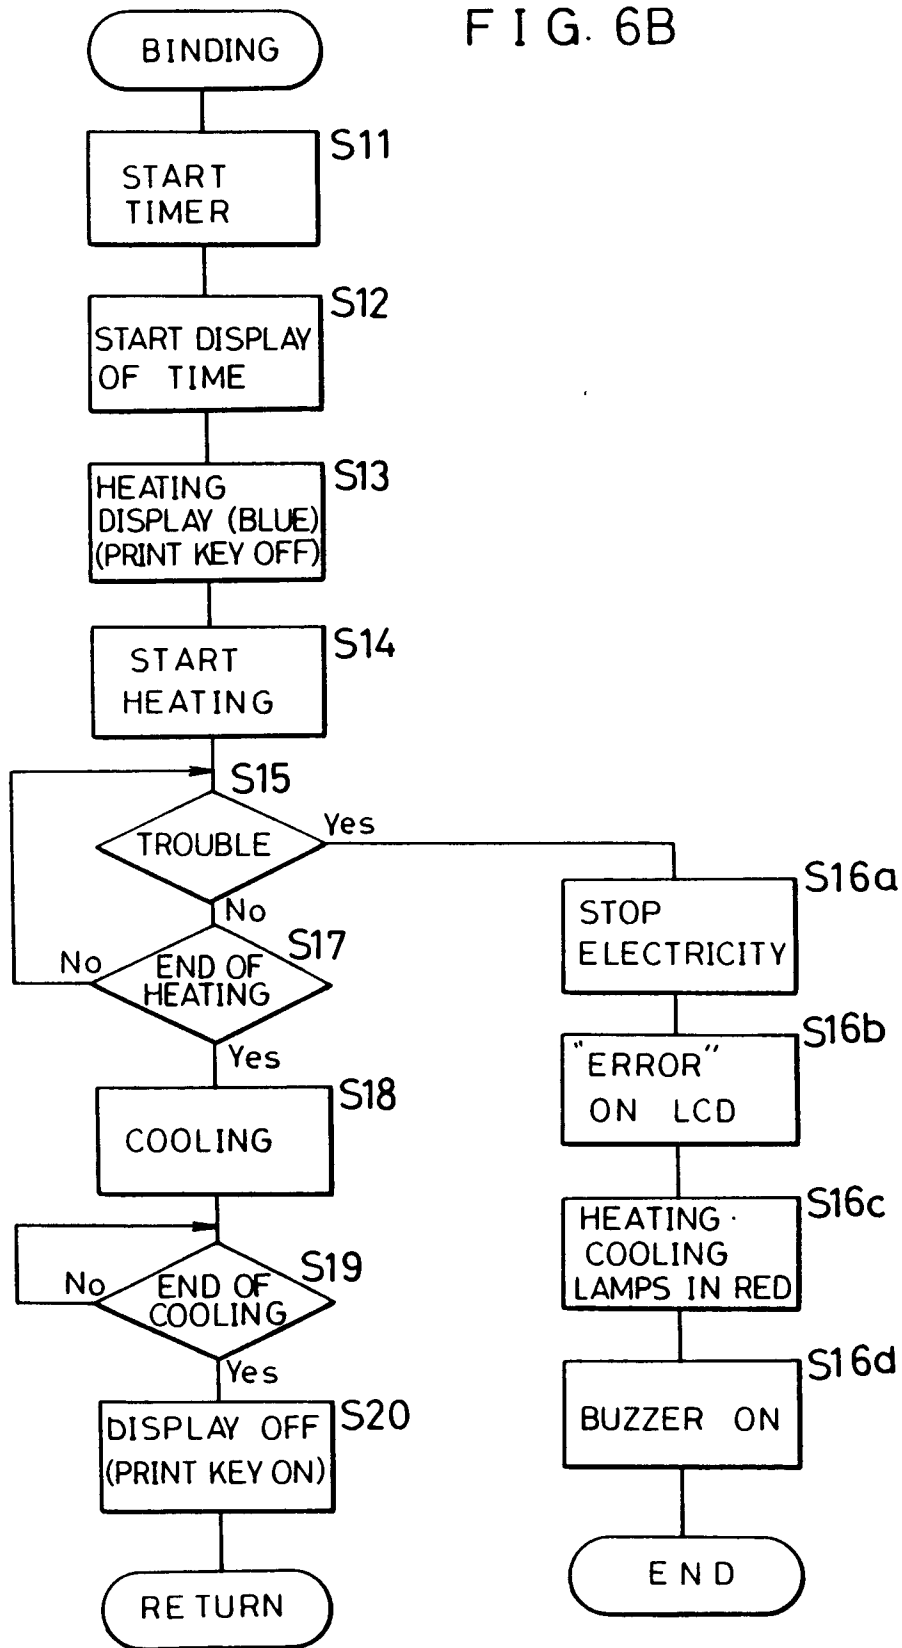 FIG. 6B
BINDING
S11
START
TIMER
S12
START DISPLAY
OF TIME
S13
HEATING
DISPLAY (BLUE)
(PRINT KEY OFF)
S14
START
HEATING
S15
TROUBLE
Yes
No
S17
END OF
HEATING
No
Yes
S18
COOLING
S19
END OF
COOLING
No
Yes
S20
DISPLAY OFF
(PRINT KEY ON)
RETURN
S16a
STOP
ELECTRICITY
S16b
"ERROR"
ON LCD
S16c
HEATING ·
COOLING
LAMPS IN RED
S16d
BUZZER ON
END